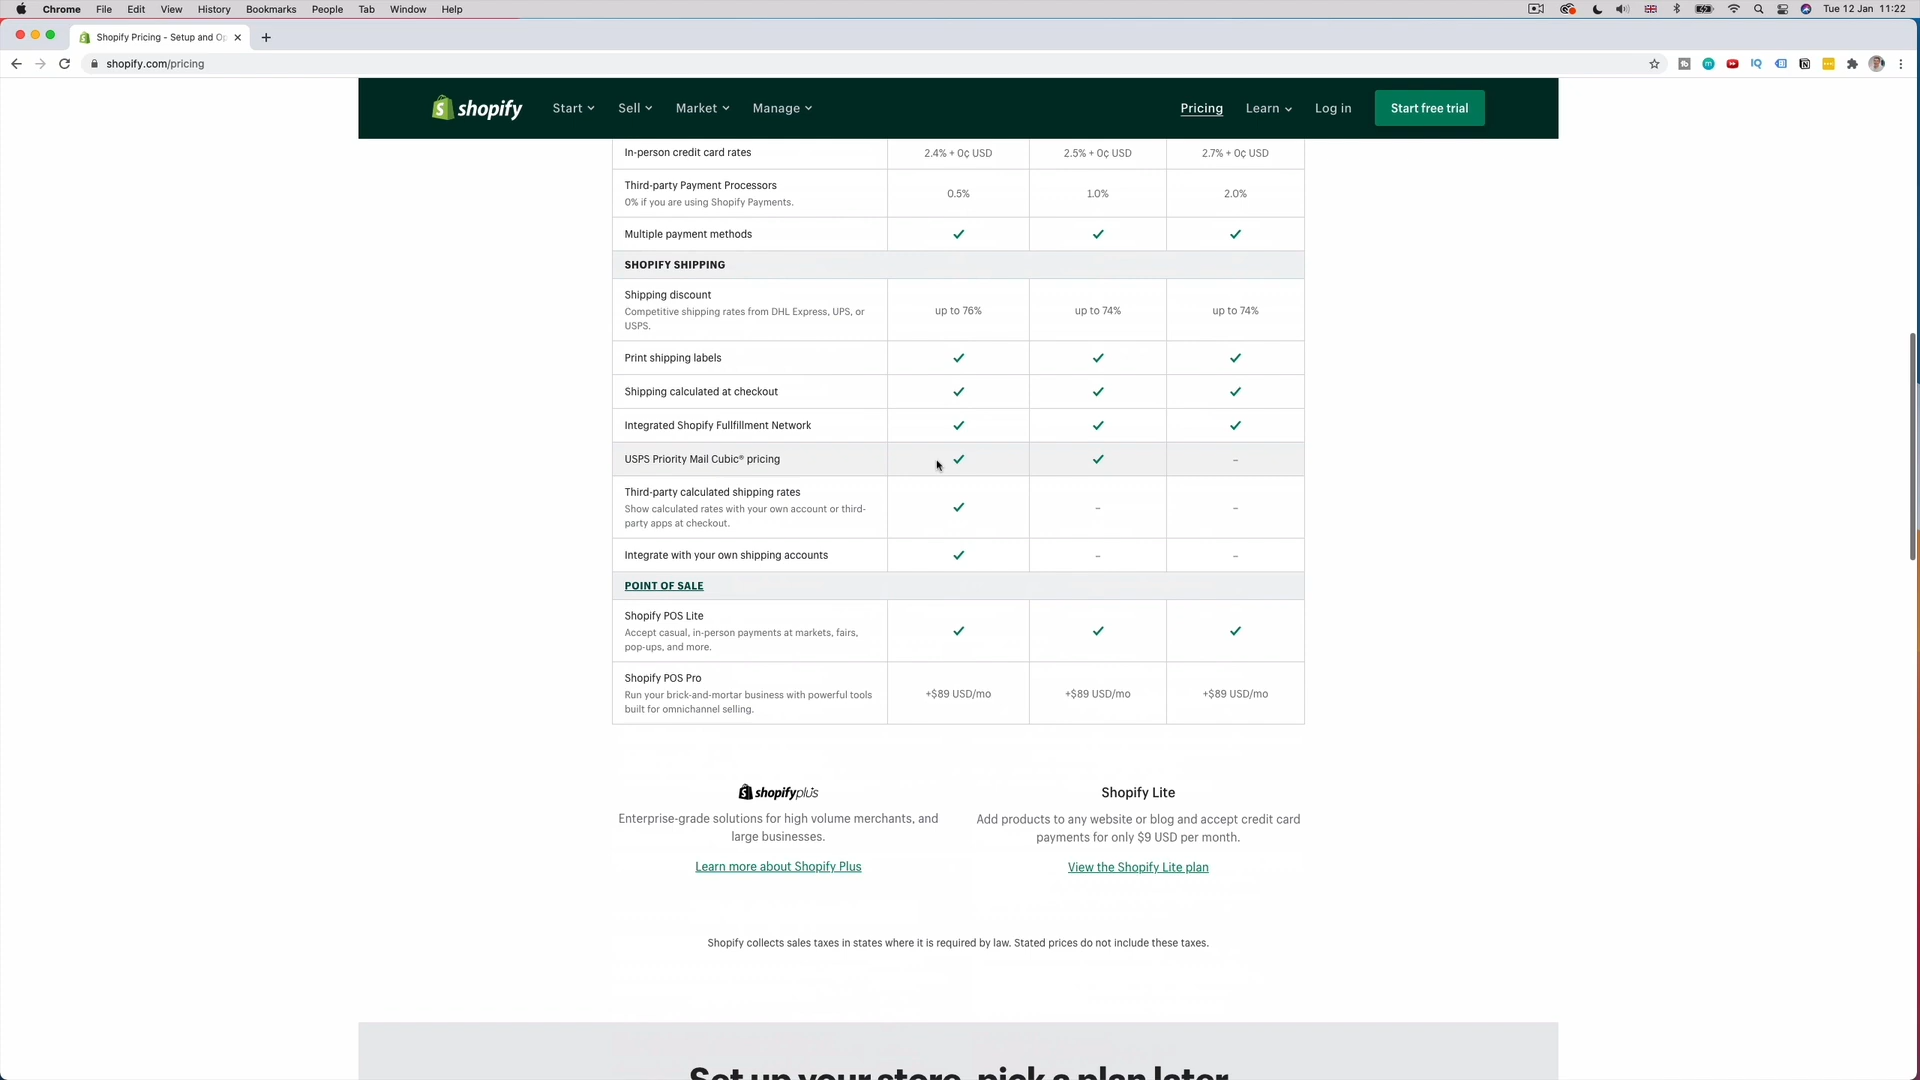 Chrome File Edit View History Bookmarks People Tab Window Help
Tue 12 Jan 11:22
Shopify Pricing - Setup and Op
shopify.com/pricing
shopify Start Sell Market Manage Pricing Learn Log in Start free trial
In-person credit card rates 2.4% + 0¢ USD 2.5% + 0¢ USD 2.7% + 0¢ USD
Third-party Payment Processors
0% if you are using Shopify Payments.
0.5% 1.0% 2.0%
Multiple payment methods
SHOPIFY SHIPPING
Shipping discount
Competitive shipping rates from DHL Express, UPS, or
USPS.
up to 76% up to 74% up to 74%
Print shipping labels
Shipping calculated at checkout
Integrated Shopify Fullfillment Network
USPS Priority Mail Cubic® pricing –
Third-party calculated shipping rates
Show calculated rates with your own account or third-
party apps at checkout.
– –
Integrate with your own shipping accounts – –
POINT OF SALE
Shopify POS Lite
Accept casual, in-person payments at markets, fairs,
pop-ups, and more.
Shopify POS Pro
Run your brick-and-mortar business with powerful tools
built for omnichannel selling.
+$89 USD/mo +$89 USD/mo +$89 USD/mo
shopifyplus
Enterprise-grade solutions for high volume merchants, and
large businesses.
Learn more about Shopify Plus
Shopify Lite
Add products to any website or blog and accept credit card
payments for only $9 USD per month.
View the Shopify Lite plan
Shopify collects sales taxes in states where it is required by law. Stated prices do not include these taxes.
Set up your store, pick a plan later